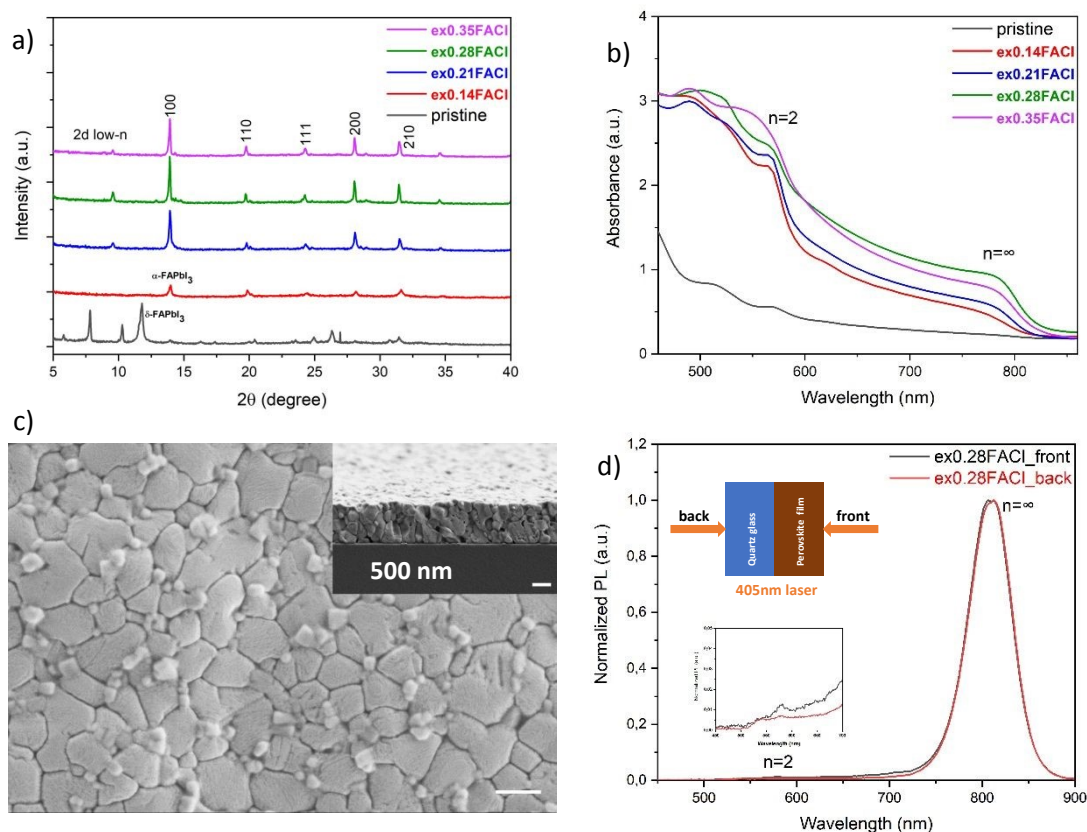 a)
ex0.35FACl
ex0.28FACl
ex0.21FACl
ex0.14FACl
pristine
2d low-n
100
110
111
200
210
α-FAPbI3
δ-FAPbI3
Intensity (a.u.)
5 10 15 20 25 30 35 40
2θ (degree)
b)
pristine
ex0.14FACl
ex0.21FACl
ex0.28FACl
ex0.35FACl
n=2
n=∞
Absorbance (a.u.)
4
3
2
1
0
500 600 700 800
Wavelength (nm)
c)
500 nm
d)
ex0.28FACl_front
ex0.28FACl_back
n=∞
back
Quartz glass
Perovskite film
front
405nm laser
Normalized PL (a.u.)
1,2
1,0
0,8
0,6
0,4
0,2
0,0
Wavelength (nm)
n=2
450 500 600 700 750 800 900
Wavelength (nm)